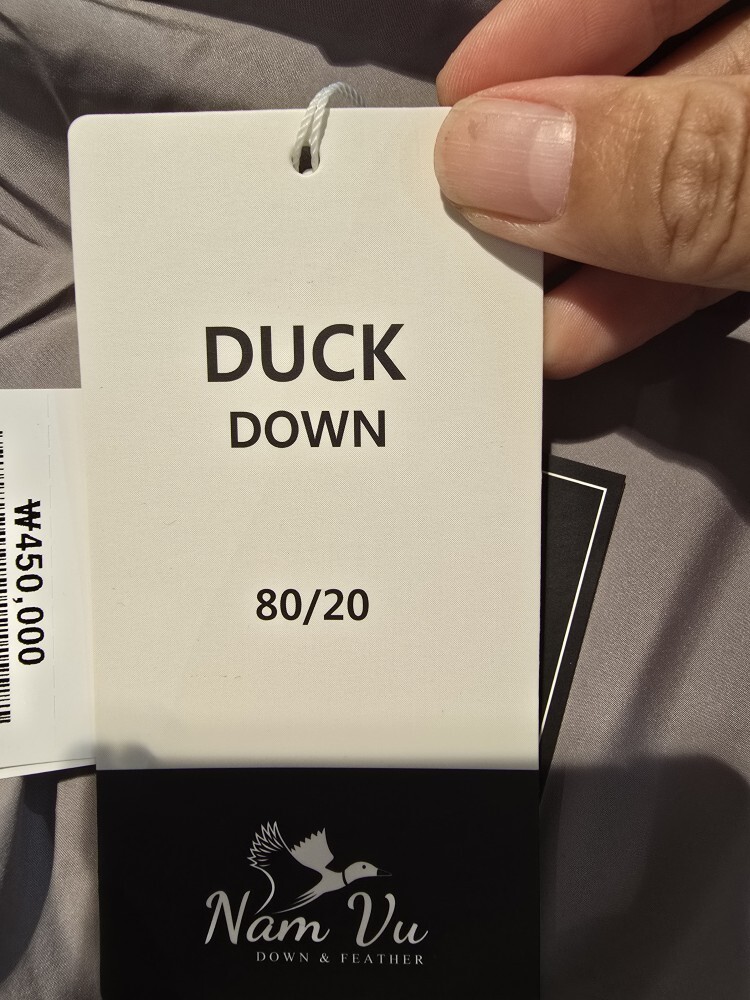 DUCK
DOWN
80/20
₩450,000
Nam Vu
DOWN & FEATHER